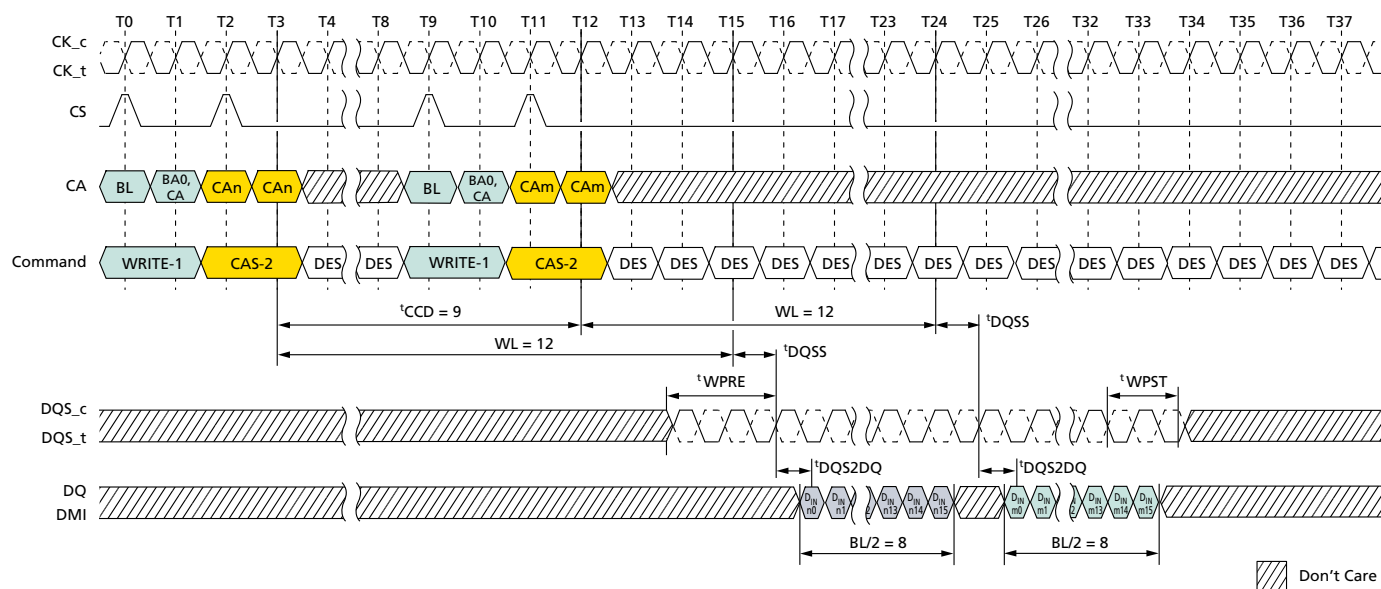 T0 T1 T2 T3 T4 T8 T9 T10 T11 T12 T13 T14 T15 T16 T17 T23 T24 T25 T26 T32 T33 T34 T35 T36 T37
CK_c
CK_t
CS
CA BL BA0, CA CAn CAn BL BA0, CA CAm CAm
Command WRITE-1 CAS-2 DES DES WRITE-1 CAS-2 DES DES DES DES DES DES DES DES DES DES DES DES DES DES DES
tCCD = 9 WL = 12 tDQSS
WL = 12 tDQSS
tWPRE tWPST
DQS_c
DQS_t
tDQS2DQ tDQS2DQ
DQ DIN n0 DIN n1 DIN n13 DIN n14 DIN n15 DIN m0 DIN m1 DIN m13 DIN m14 DIN m15
DMI
BL/2 = 8 BL/2 = 8
Don't Care